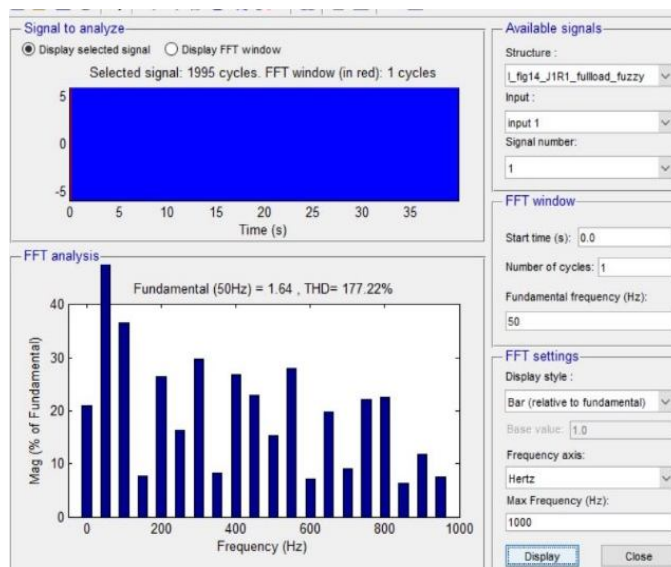 Signal to analyze
Display selected signal
Display FFT window
Selected signal: 1995 cycles. FFT window (in red): 1 cycles
5
0
-5
0 5 10 15 20 25 30 35
Time (s)
FFT analysis
Fundamental (50Hz) = 1.64 , THD= 177.22%
40
30
20
10
0
Mag (% of Fundamental)
0 200 400 600 800 1000
Frequency (Hz)
Available signals
Structure :
I_fig14_J1R1_fullload_fuzzy
Input :
input 1
Signal number:
1
FFT window
Start time (s): 0.0
Number of cycles: 1
Fundamental frequency (Hz):
50
FFT settings
Display style :
Bar (relative to fundamental)
Base value: 1.0
Frequency axis:
Hertz
Max Frequency (Hz):
1000
Display
Close